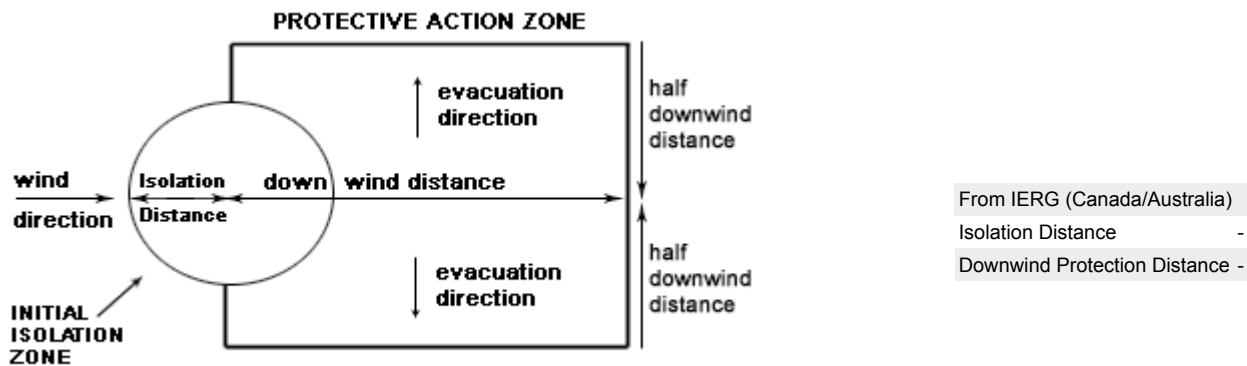 PROTECTIVE ACTION ZONE
evacuation
direction
half
downwind
distance
wind
direction
Isolation
Distance
down wind distance
evacuation
direction
half
downwind
distance
INITIAL
ISOLATION
ZONE
From IERG (Canada/Australia)
Isolation Distance -
Downwind Protection Distance -